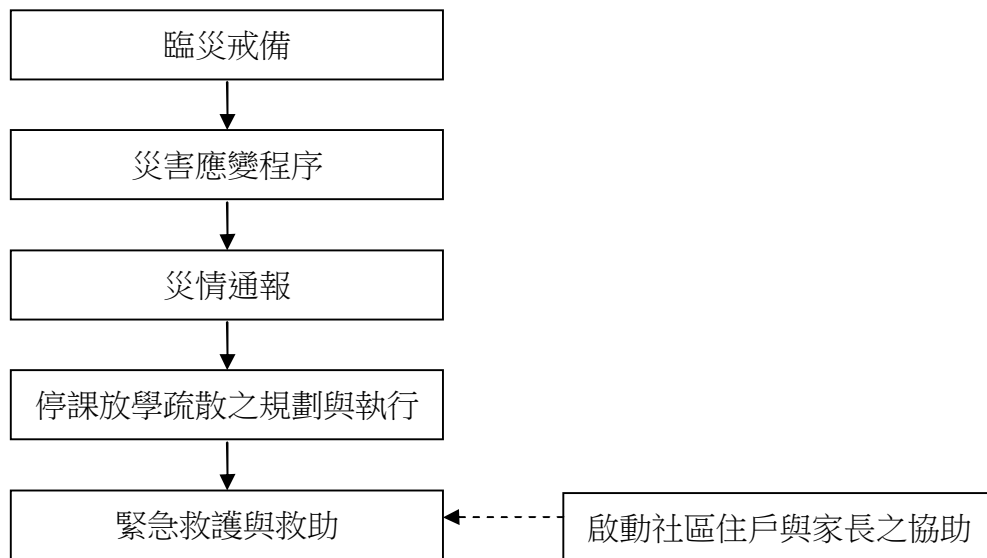 臨災戒備
災害應變程序
災情通報
停課放學疏散之規劃與執行
緊急救護與救助
啟動社區住戶與家長之協助